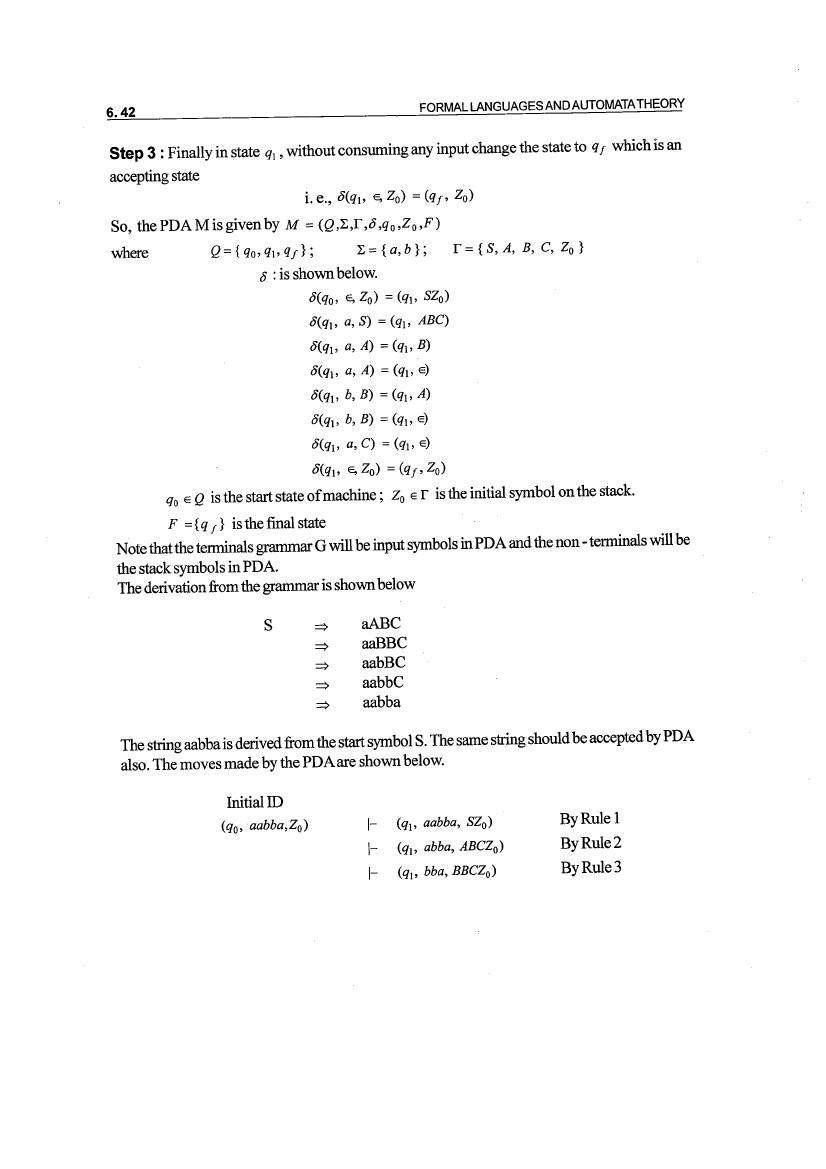 6.42 FORMAL LANGUAGES AND AUTOMATA THEORY
Step 3 : Finally in state q₁ , without consuming any input change the state to q_f which is an
accepting state
i. e., δ(q₁, ∈, Z₀) = (q_f, Z₀)
So, the PDA M is given by M = (Q,Σ,Γ,δ,q₀,Z₀,F)
where Q = { q₀, q₁, q_f}; Σ = { a, b }; Γ = { S, A, B, C, Z₀ }
δ : is shown below.
δ(q₀, ∈, Z₀) = (q₁, SZ₀)
δ(q₁, a, S) = (q₁, ABC)
δ(q₁, a, A) = (q₁, B)
δ(q₁, a, A) = (q₁, ∈)
δ(q₁, b, B) = (q₁, A)
δ(q₁, b, B) = (q₁, ∈)
δ(q₁, a, C) = (q₁, ∈)
δ(q₁, ∈, Z₀) = (q_f, Z₀)
q₀ ∈ Q is the start state of machine ; Z₀ ∈ Γ is the initial symbol on the stack.
F ={q_f} is the final state
Note that the terminals grammar G will be input symbols in PDA and the non - terminals will be
the stack symbols in PDA.
The derivation from the grammar is shown below
S ⇒ aABC
⇒ aaBBC
⇒ aabBC
⇒ aabbC
⇒ aabba
The string aabba is derived from the start symbol S. The same string should be accepted by PDA
also. The moves made by the PDA are shown below.
Initial ID
(q₀, aabba,Z₀) |– (q₁, aabba, SZ₀) By Rule 1
|– (q₁, abba, ABCZ₀) By Rule 2
|– (q₁, bba, BBCZ₀) By Rule 3